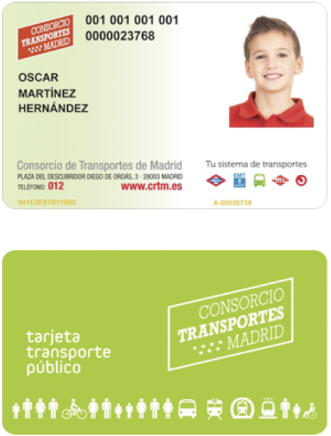 CONSORCIO
TRANSPORTES
MADRID
001 001 001 001
0000023768
OSCAR
MARTÍNEZ
HERNÁNDEZ
Consorcio de Transportes de Madrid
PLAZA DEL DESCUBRIDOR DIEGO DE ORDÁS, 3 - 28003 MADRID
TELÉFONO: 012 www.crtm.es
Tu sistema de transportes
EMT
A-00030739
CONSORCIO
TRANSPORTES
MADRID
tarjeta
transporte
público